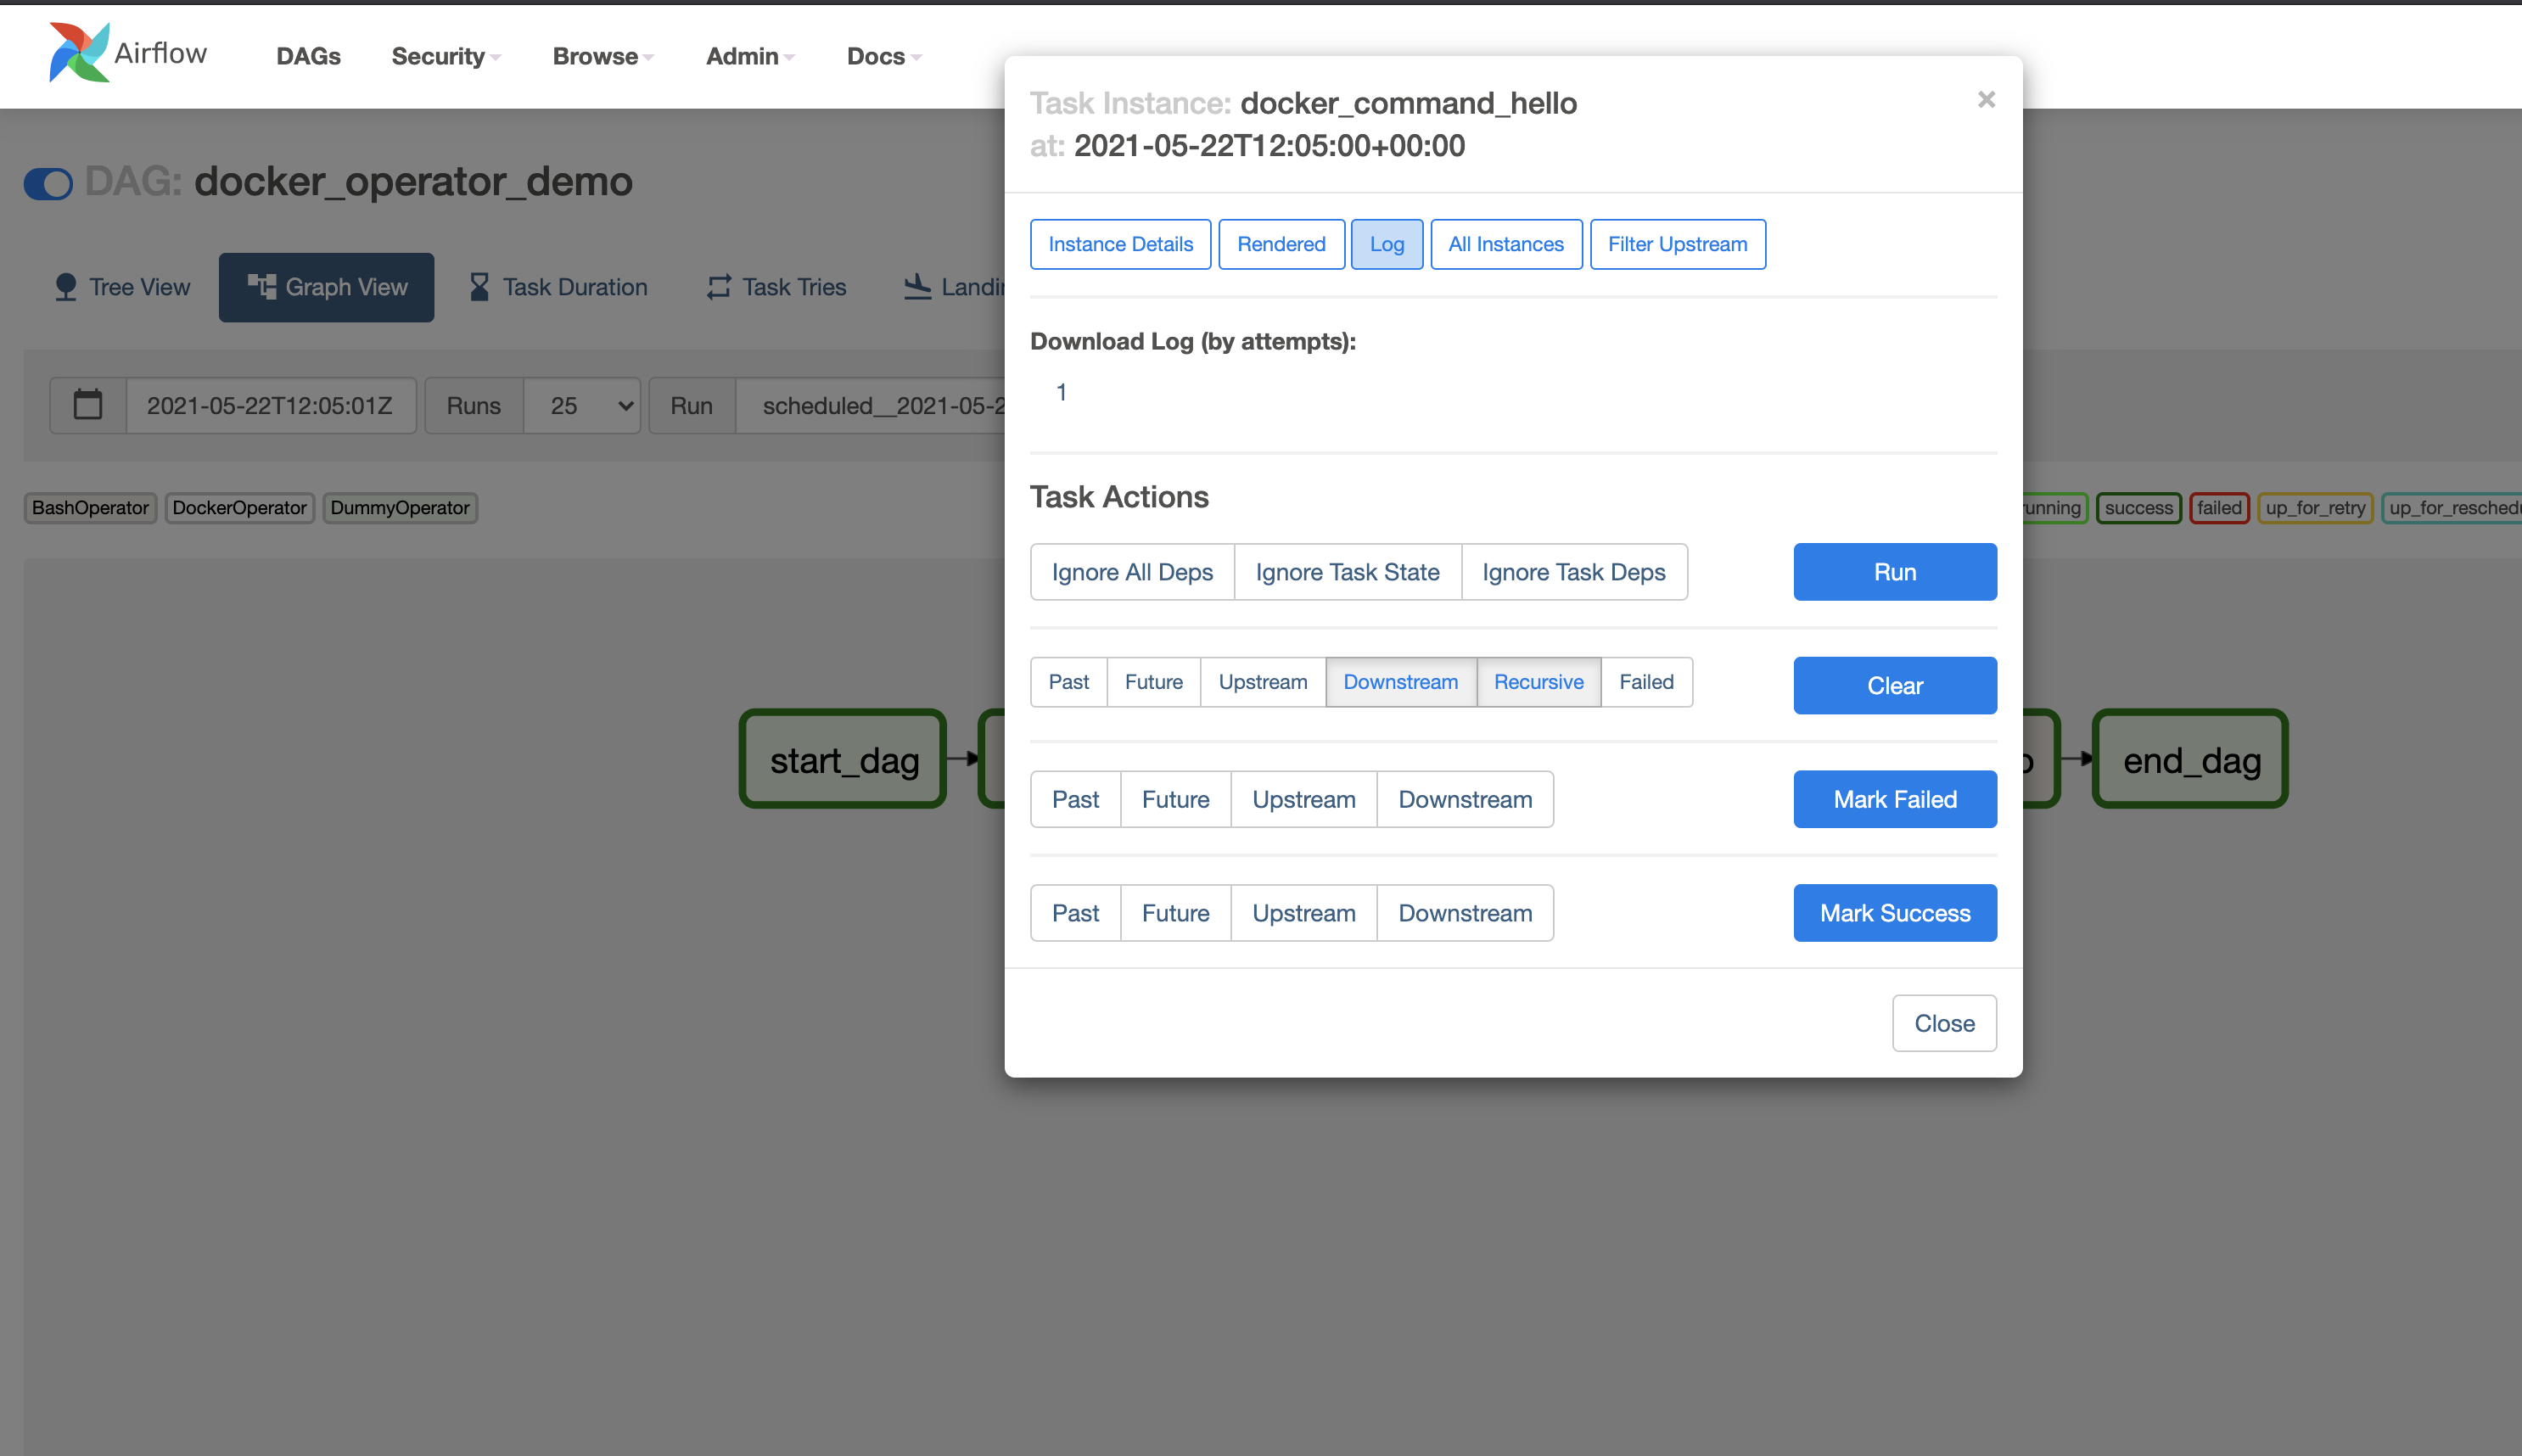 Airflow DAGs Security Browse Admin Docs
Task Instance: docker_command_hello
at: 2021-05-22T12:05:00+00:00
×
DAG: docker_operator_demo
Instance Details Rendered Log All Instances Filter Upstream
Tree View Graph View Task Duration Task Tries Landin
Download Log (by attempts):
1
2021-05-22T12:05:01Z Runs 25 Run scheduled__2021-05-2
Task Actions
BashOperator DockerOperator DummyOperator
unning success failed up_for_retry up_for_reschedu
Ignore All Deps Ignore Task State Ignore Task Deps Run
Past Future Upstream Downstream Recursive Failed Clear
start_dag
end_dag
Past Future Upstream Downstream Mark Failed
Past Future Upstream Downstream Mark Success
Close